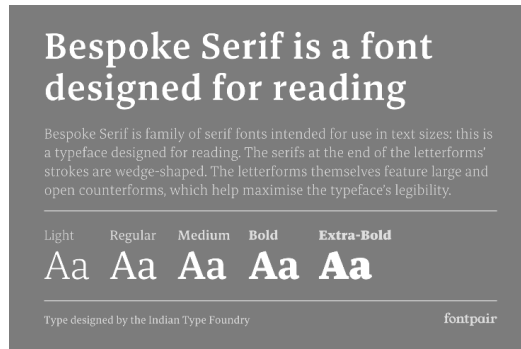 Bespoke Serif is a font
designed for reading
Bespoke Serif is family of serif fonts intended for use in text sizes: this is
a typeface designed for reading. The serifs at the end of the letterforms'
strokes are wedge-shaped. The letterforms themselves feature large and
open counterforms, which help maximise the typeface's legibility.
Light Regular Medium Bold Extra-Bold
Aa Aa Aa Aa Aa
Type designed by the Indian Type Foundry fontpair